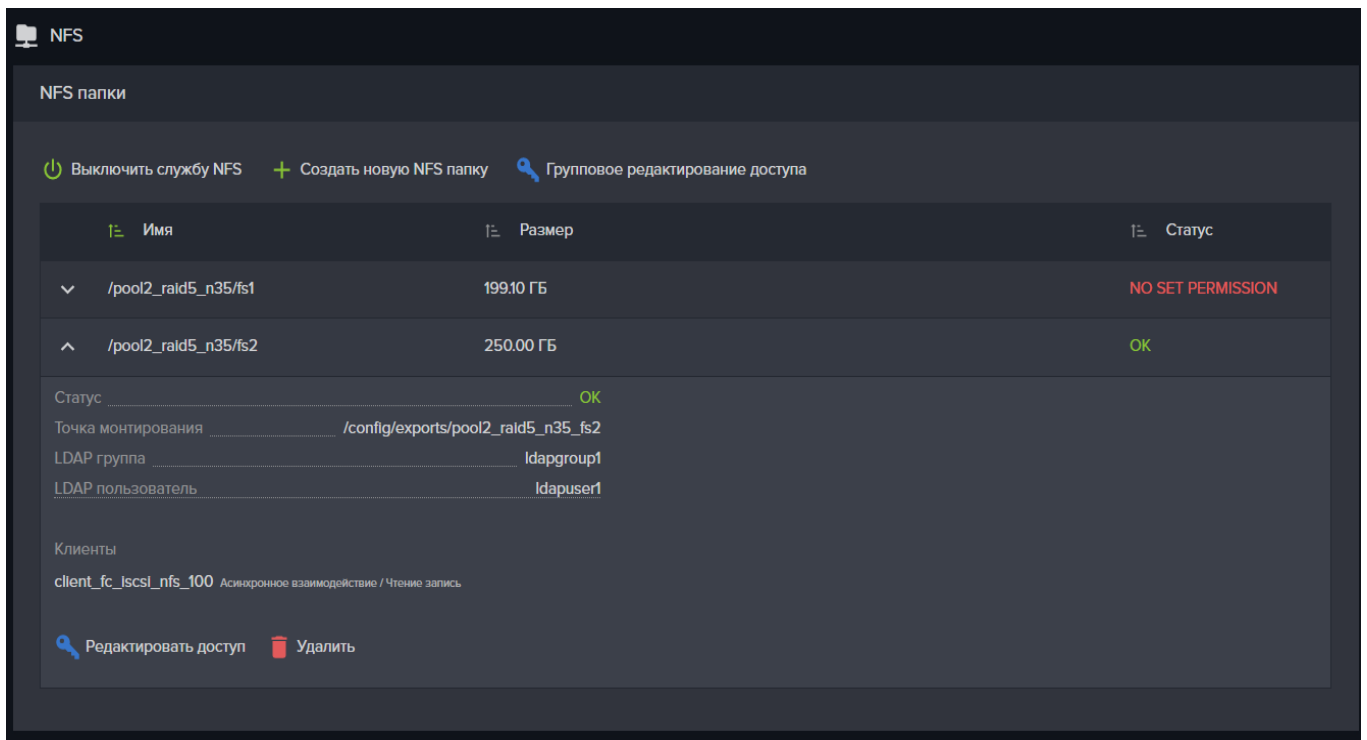 NFS
NFS папки
Выключить службу NFS Создать новую NFS папку Групповое редактирование доступа
Имя Размер Статус
/pool2_raid5_n35/fs1 199.10 ГБ NO SET PERMISSION
/pool2_raid5_n35/fs2 250.00 ГБ OK
Статус OK
Точка монтирования /config/exports/pool2_raid5_n35_fs2
LDAP группа ldapgroup1
LDAP пользователь ldapuser1
Клиенты
client_fc_iscsi_nfs_100 Асинхронное взаимодействие / Чтение запись
Редактировать доступ Удалить